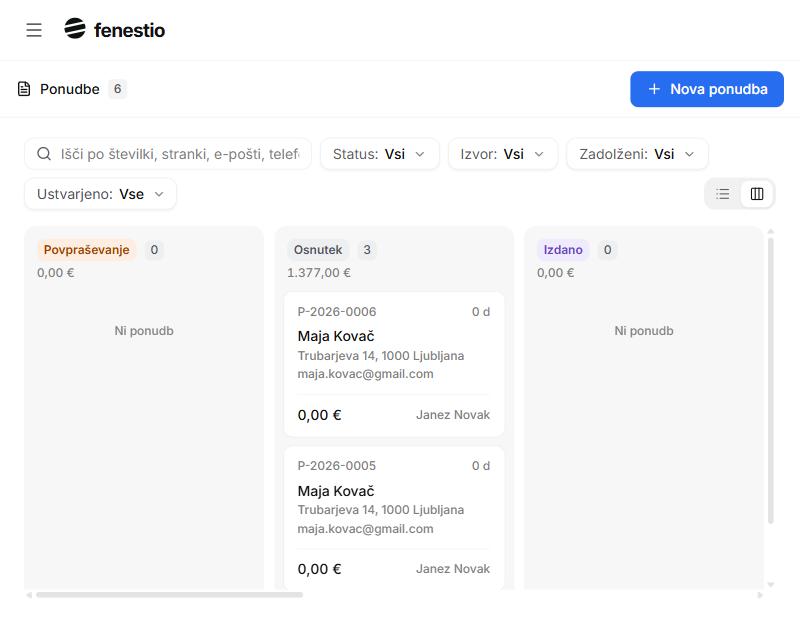 fenestio
Ponudbe 6
Nova ponudba
Išči po številki, stranki, e-pošti, telef
Status: Vsi
Izvor: Vsi
Zadolženi: Vsi
Ustvarjeno: Vse
Povpraševanje 0
0,00 €
Ni ponudb
Osnutek 3
1.377,00 €
P-2026-0006 0 d
Maja Kovač
Trubarjeva 14, 1000 Ljubljana
maja.kovac@gmail.com
0,00 € Janez Novak
P-2026-0005 0 d
Maja Kovač
Trubarjeva 14, 1000 Ljubljana
maja.kovac@gmail.com
0,00 € Janez Novak
Izdano 0
0,00 €
Ni ponudb